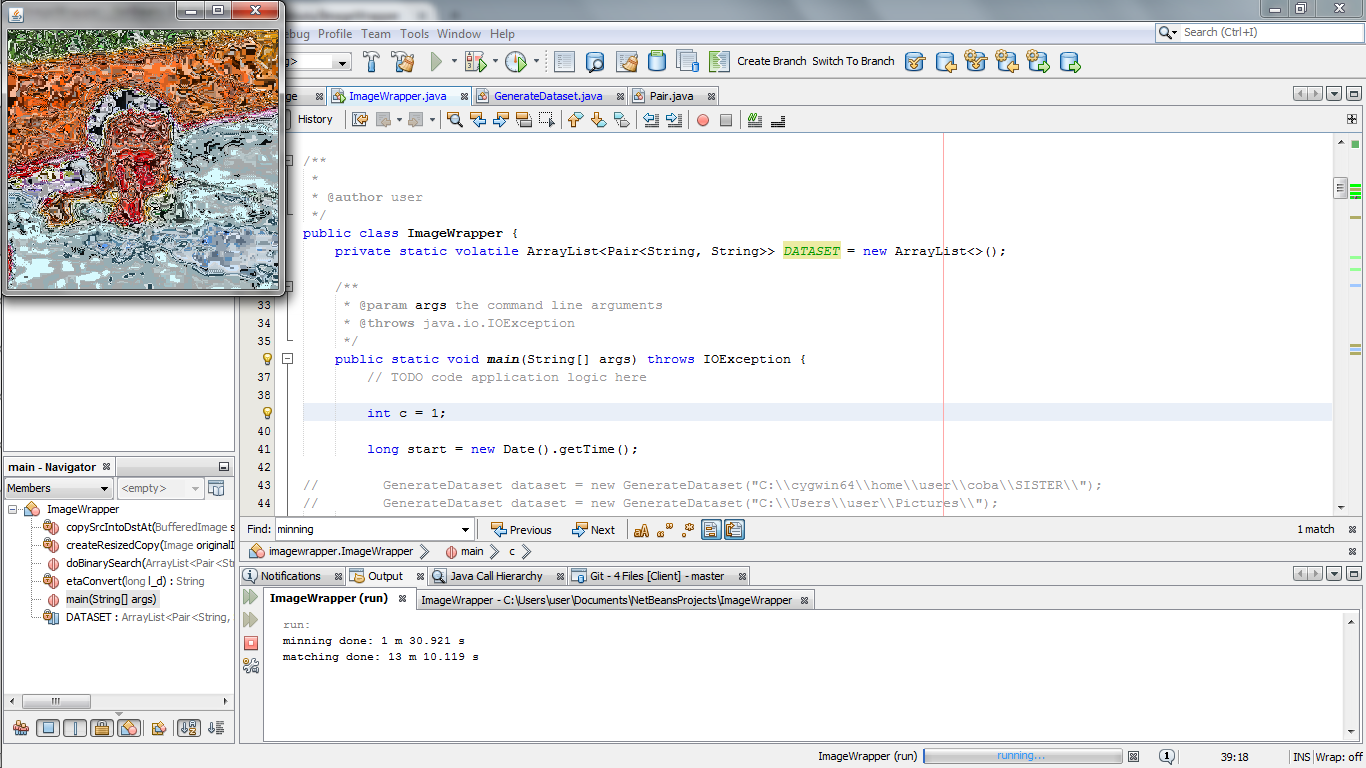 ebug Profile Team Tools Window Help
Search (Ctrl+I)
Create Branch Switch To Branch
ge ImageWrapper.java GenerateDataset.java Pair.java
History
/**
*
* @author user
*/
public class ImageWrapper {
private static volatile ArrayList<Pair<String, String>> DATASET = new ArrayList<>();
/**
33 * @param args the command line arguments
34 * @throws java.io.IOException
35 */
public static void main(String[] args) throws IOException {
37 // TODO code application logic here
38
int c = 1;
40
41 long start = new Date().getTime();
42
43 // GenerateDataset dataset = new GenerateDataset("C:\\cygwin64\\home\\user\\coba\\SISTER\\");
44 // GenerateDataset dataset = new GenerateDataset("C:\\Users\\user\\Pictures\\");
main - Navigator
Members <empty>
ImageWrapper
copySrcIntoDstAt(BufferedImage s
createResizedCopy(Image originalI
doBinarySearch(ArrayList<Pair<St
etaConvert(long l_d) : String
main(String[] args)
DATASET : ArrayList<Pair<String,
Find: minning Previous Next 1 match
imagewrapper.ImageWrapper main c
Notifications Output Java Call Hierarchy Git - 4 Files [Client] - master
ImageWrapper (run) ImageWrapper - C:\Users\user\Documents\NetBeansProjects\ImageWrapper
run:
minning done: 1 m 30.921 s
matching done: 13 m 10.119 s
ImageWrapper (run) running... 1 39:18 INS Wrap: off